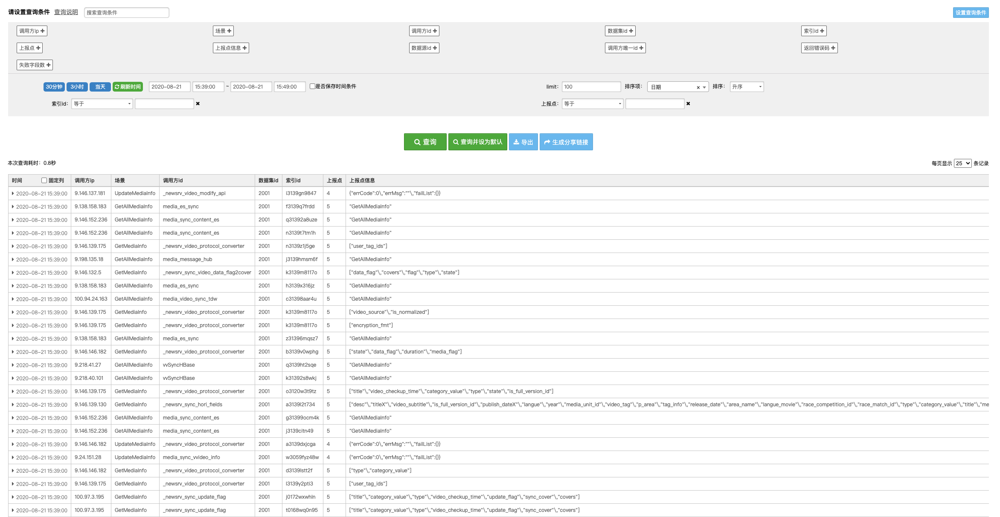 请设置查询条件 查询说明 搜索查询条件 设置查询条件
调用方ip 场景 调用方id 数据集id 索引id
上报点 上报点信息 数据源id 调用方唯一id 返回错误码
失败字段数
30分钟 3小时 当天 刷新时间 2020-08-21 15:39:00 ~ 2020-08-21 15:49:00 是否保存时间条件 limit: 100 排序项: 日期 × 排序: 升序
索引id: 等于 上报点: 等于
查询 查询并设为默认 导出 生成分享链接
本次查询耗时: 0.8秒 每页显示 25 条记录
时间 固定列 调用方ip 场景 调用方id 数据集id 索引id 上报点 上报点信息
2020-08-21 15:39:00 9.146.137.181 UpdateMediaInfo _newsrv_video_modify_api 2001 i3139gn9847 4 {"errCode":0\,"errMsg":""\,"failList":{}}
2020-08-21 15:39:00 9.138.158.183 GetAllMediaInfo media_es_sync 2001 f3139q7frdd 5 "GetAllMediaInfo"
2020-08-21 15:39:00 9.146.152.236 GetAllMediaInfo media_sync_content_es 2001 q31392a8uze 5 "GetAllMediaInfo"
2020-08-21 15:39:00 9.146.152.236 GetAllMediaInfo media_sync_content_es 2001 n3139t7tm1h 5 "GetAllMediaInfo"
2020-08-21 15:39:00 9.146.139.175 GetMediaInfo _newsrv_video_protocol_converter 2001 n3139z1j5ge 5 ["user_tag_ids"]
2020-08-21 15:39:00 9.198.135.18 GetAllMediaInfo media_message_hub 2001 j3139hmsm6f 5 "GetAllMediaInfo"
2020-08-21 15:39:00 9.146.132.5 GetMediaInfo _newsrv_sync_video_data_flag2cover 2001 k3139m8117o 5 ["data_flag"\,"covers"\,"flag"\,"type"\,"state"]
2020-08-21 15:39:00 9.138.158.183 GetAllMediaInfo media_es_sync 2001 h3139x316jz 5 "GetAllMediaInfo"
2020-08-21 15:39:00 100.94.24.163 GetAllMediaInfo media_video_sync_tdw 2001 c31398aar4u 5 "GetAllMediaInfo"
2020-08-21 15:39:00 9.146.139.175 GetMediaInfo _newsrv_video_protocol_converter 2001 k3139m8117o 5 ["video_source"\,"is_normalized"]
2020-08-21 15:39:00 9.146.139.175 GetMediaInfo _newsrv_video_protocol_converter 2001 k3139m8117o 5 ["encryption_fmt"]
2020-08-21 15:39:00 9.138.158.183 GetAllMediaInfo media_es_sync 2001 z31396mqsz7 5 "GetAllMediaInfo"
2020-08-21 15:39:00 9.146.146.182 GetMediaInfo _newsrv_video_protocol_converter 2001 b3139v0wphg 5 ["state"\,"data_flag"\,"duration"\,"media_flag"]
2020-08-21 15:39:00 9.218.41.27 GetAllMediaInfo vvSyncHBase 2001 q3139ht2sqe 5 "GetAllMediaInfo"
2020-08-21 15:39:00 9.218.40.101 GetAllMediaInfo vvSyncHBase 2001 k31392s8wkj 5 "GetAllMediaInfo"
2020-08-21 15:39:00 9.146.139.175 GetMediaInfo _newsrv_video_protocol_converter 2001 o3120w3t9tz 5 ["title"\,"video_checkup_time"\,"category_value"\,"type"\,"state"\,"is_full_version_id"]
2020-08-21 15:39:00 9.146.139.130 GetMediaInfo _newsrv_sync_hori_fields 2001 a3139l2t734 5 ["desc"\,"titleX"\,"video_subtitle"\,"is_full_version_id"\,"publish_dateX"\,"langue"\,"year"\,"media_unit_id"\,"video_tag"\,"p_area"\,"tag_info"\,"release_date"\,"area_name"\,"langue_movie"\,"race_competition_id"\,"race_match_id"\,"type"\,"category_value"\,"title"\,"me
2020-08-21 15:39:00 9.146.152.236 GetAllMediaInfo media_sync_content_es 2001 g31399ocm4k 5 "GetAllMediaInfo"
2020-08-21 15:39:00 9.146.152.236 GetAllMediaInfo media_sync_content_es 2001 j3139citn49 5 "GetAllMediaInfo"
2020-08-21 15:39:00 9.146.146.182 UpdateMediaInfo _newsrv_video_protocol_converter 2001 a3139dxjcga 4 {"errCode":0\,"errMsg":""\,"failList":{}}
2020-08-21 15:39:00 9.24.151.28 UpdateMediaInfo media_sync_vvideo_info 2001 w3059fyz48w 4 {"errCode":0\,"errMsg":""\,"failList":{}}
2020-08-21 15:39:00 9.146.146.182 GetMediaInfo _newsrv_video_protocol_converter 2001 d3139lstt2f 5 ["type"\,"category_value"]
2020-08-21 15:39:00 9.146.139.175 GetMediaInfo _newsrv_video_protocol_converter 2001 l3139y2pti3 5 ["user_tag_ids"]
2020-08-21 15:39:00 100.97.3.195 GetMediaInfo _newsrv_sync_update_flag 2001 j0172wxwhln 5 ["title"\,"category_value"\,"type"\,"video_checkup_time"\,"update_flag"\,"sync_cover"\,"covers"]
2020-08-21 15:39:00 100.97.3.195 GetMediaInfo _newsrv_sync_update_flag 2001 t0168wq0n95 5 ["title"\,"category_value"\,"type"\,"video_checkup_time"\,"update_flag"\,"sync_cover"\,"covers"]